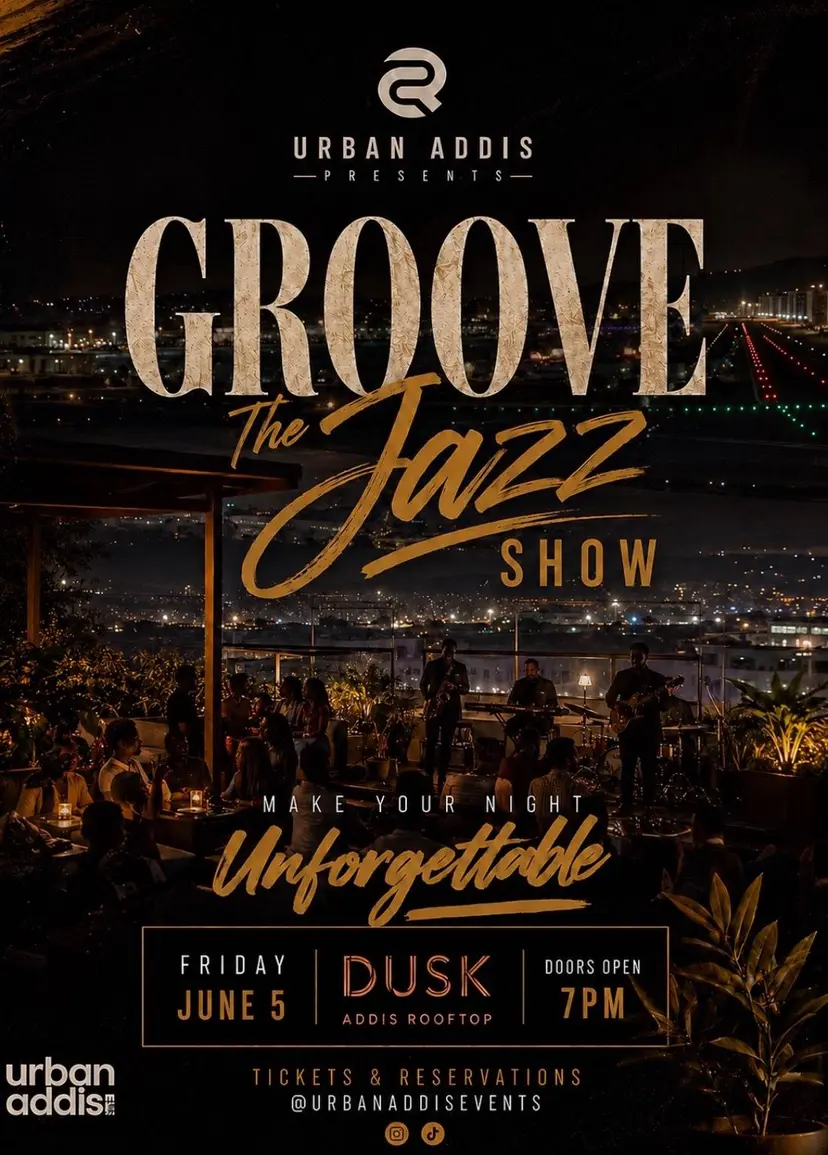 URBAN ADDIS
PRESENTS
GROOVE
The Jazz
SHOW
MAKE YOUR NIGHT
Unforgettable
FRIDAY
JUNE 5
DUSK
ADDIS ROOFTOP
DOORS OPEN
7PM
TICKETS & RESERVATIONS
@URBANADDISEVENTS
urban
addis